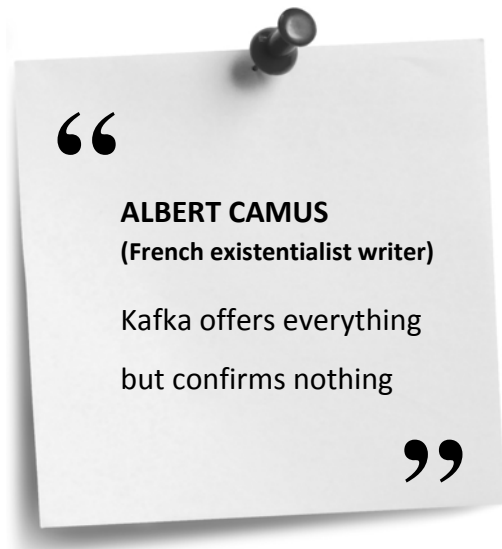 “
ALBERT CAMUS
(French existentialist writer)
Kafka offers everything
but confirms nothing
”